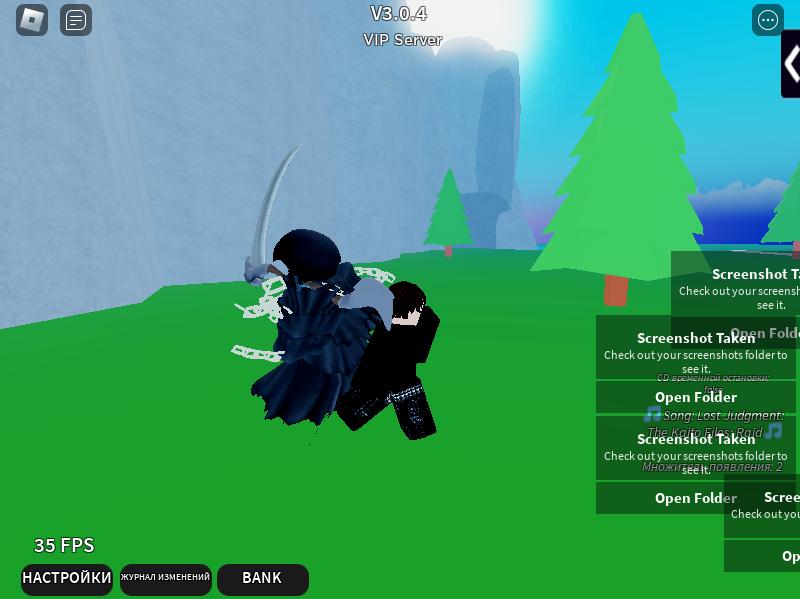 V3.0.4
VIP Server
Screenshot Ta
Check out your screensh
see it.
Open Fold
Screenshot Taken
Check out your screenshots folder to
see it.
CD временной остановки:
false
Open Folder
🎵Song: Lost Judgment:
The Kaito Files: Raid🎵
Screenshot Taken
Check out your screenshots folder to
see it.
Множитель появления: 2
Open Folder
Scree
Check out you
Op
35 FPS
НАСТРОЙКИ
ЖУРНАЛ ИЗМЕНЕНИЙ
BANK